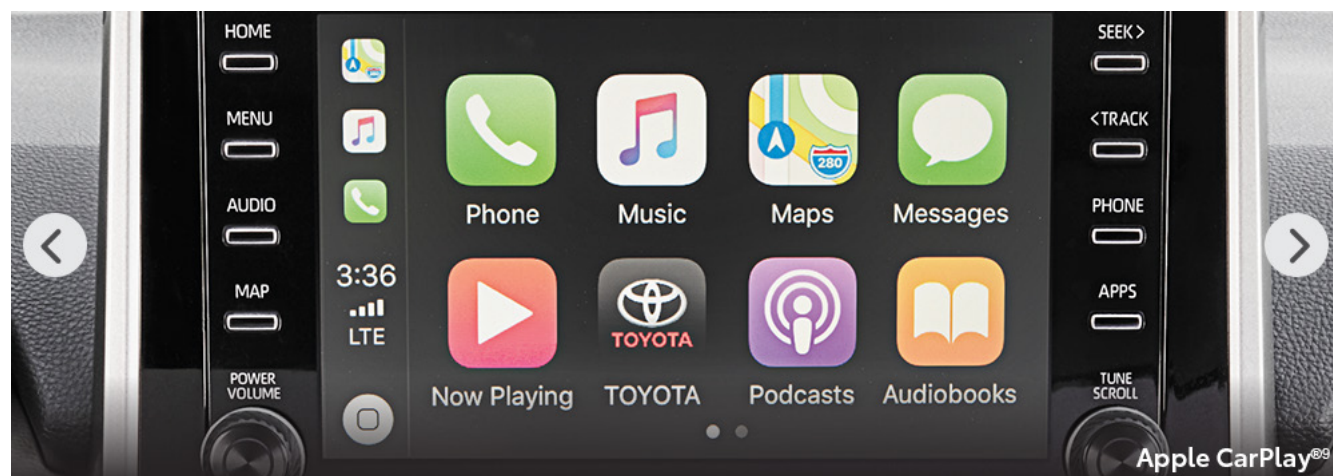 HOME
MENU
AUDIO
MAP
POWER
VOLUME
3:36
LTE
280
Phone
Music
Maps
Messages
TOYOTA
Now Playing
TOYOTA
Podcasts
Audiobooks
SEEK>
<TRACK
PHONE
APPS
TUNE
SCROLL
Apple CarPlay®9